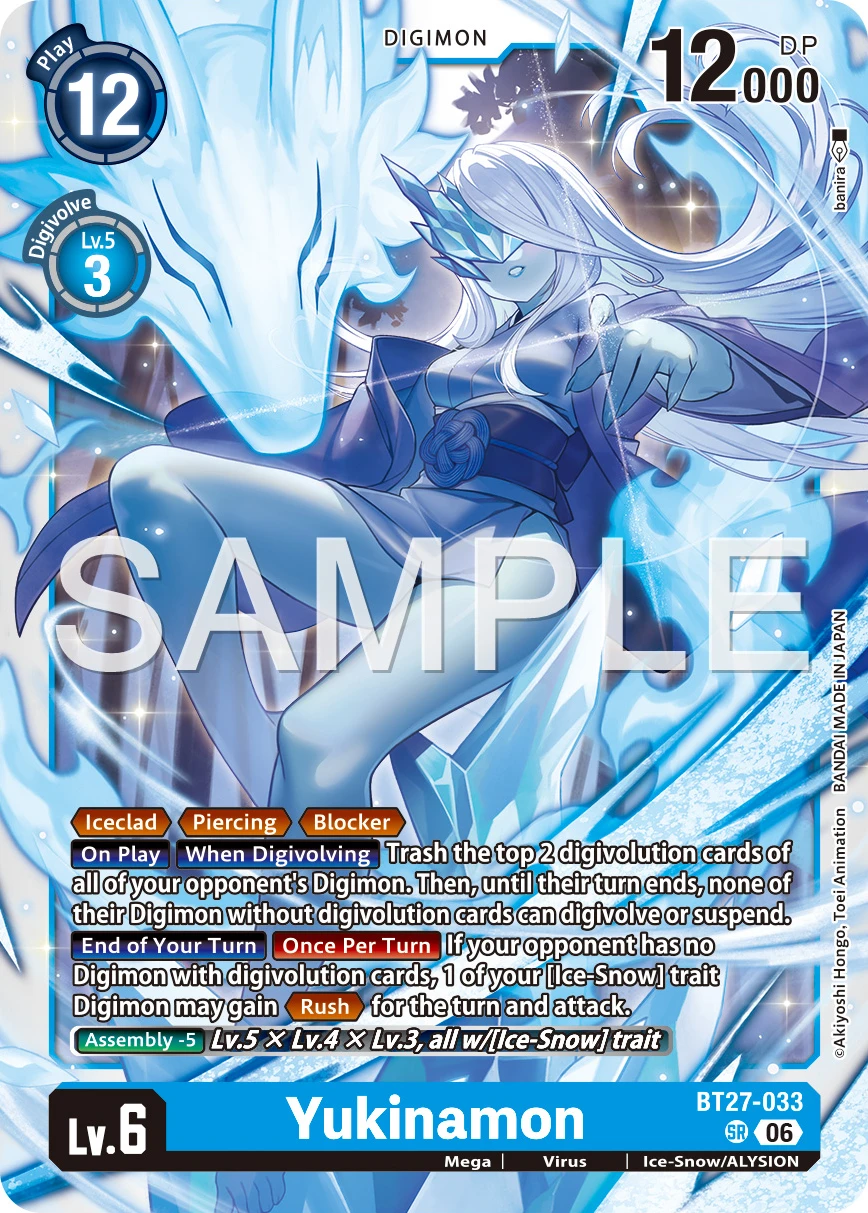 DIGIMON
Play
12
12000
DP
Digivolve
Lv.5
3
banira
SAMPLE
Iceclad Piercing Blocker
On Play When Digivolving Trash the top 2 digivolution cards of
all of your opponent's Digimon. Then, until their turn ends, none of
their Digimon without digivolution cards can digivolve or suspend.
End of Your Turn Once Per Turn If your opponent has no
Digimon with digivolution cards, 1 of your [Ice-Snow] trait
Digimon may gain Rush for the turn and attack.
Assembly -5 Lv.5 × Lv.4 × Lv.3, all w/[Ice-Snow] trait
©Akiyoshi Hongo, Toei Animation BANDAI MADE IN JAPAN
Lv.6
Yukinamon
BT27-033
SR 06
Mega | Virus | Ice-Snow/ALYSION